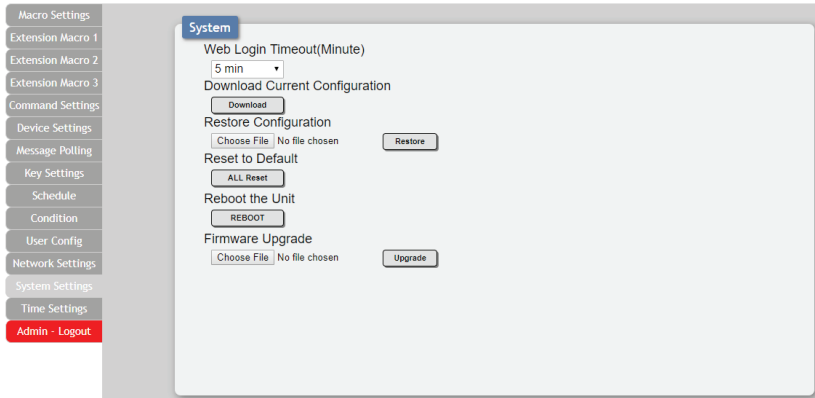 Macro Settings
Extension Macro 1
Extension Macro 2
Extension Macro 3
Command Settings
Device Settings
Message Polling
Key Settings
Schedule
Condition
User Config
Network Settings
System Settings
Time Settings
Admin - Logout
System
Web Login Timeout(Minute)
5 min
Download Current Configuration
Download
Restore Configuration
Choose File No file chosen Restore
Reset to Default
ALL Reset
Reboot the Unit
REBOOT
Firmware Upgrade
Choose File No file chosen Upgrade